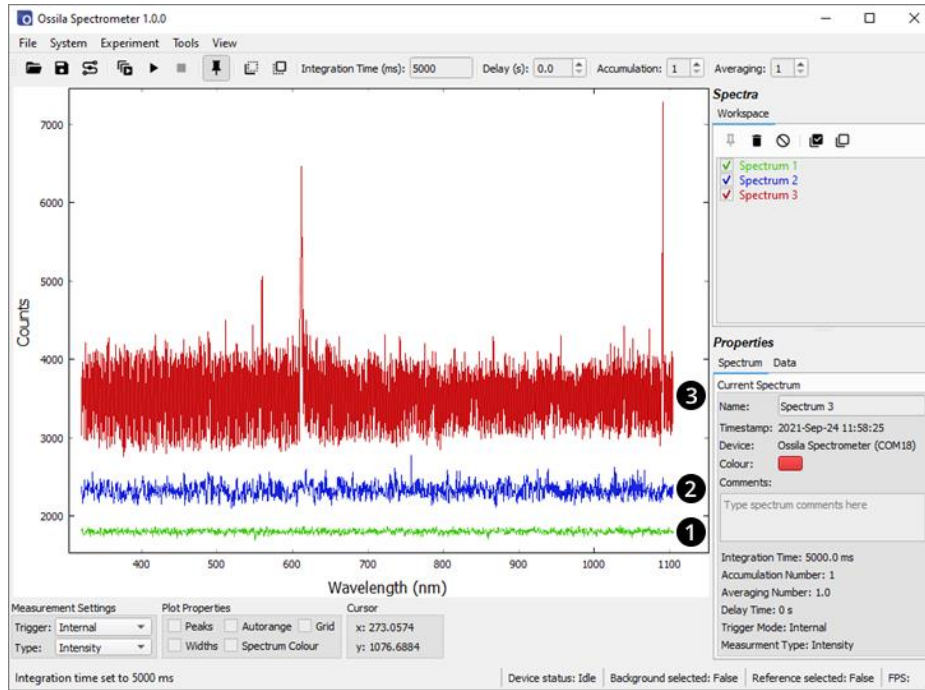 Ossila Spectrometer 1.0.0
File System Experiment Tools View
Integration Time (ms): 5000 Delay (s): 0.0 Accumulation: 1 Averaging: 1
Spectra
Workspace
Spectrum 1
Spectrum 2
Spectrum 3
7000
6000
5000
4000
3000
2000
Counts
3
2
1
400 500 600 700 800 900 1000 1100
Wavelength (nm)
Properties
Spectrum Data
Current Spectrum
Name: Spectrum 3
Timestamp: 2021-Sep-24 11:58:25
Device: Ossila Spectrometer (COM18)
Colour:
Comments:
Type spectrum comments here
Integration Time: 5000.0 ms
Accumulation Number: 1
Averaging Number: 1.0
Delay Time: 0 s
Trigger Mode: Internal
Measurment Type: Intensity
Measurement Settings
Trigger: Internal
Type: Intensity
Plot Properties
Peaks Autorange Grid
Widths Spectrum Colour
Cursor
x: 273.0574
y: 1076.6884
Integration time set to 5000 ms
Device status: Idle Background selected: False Reference selected: False FPS: